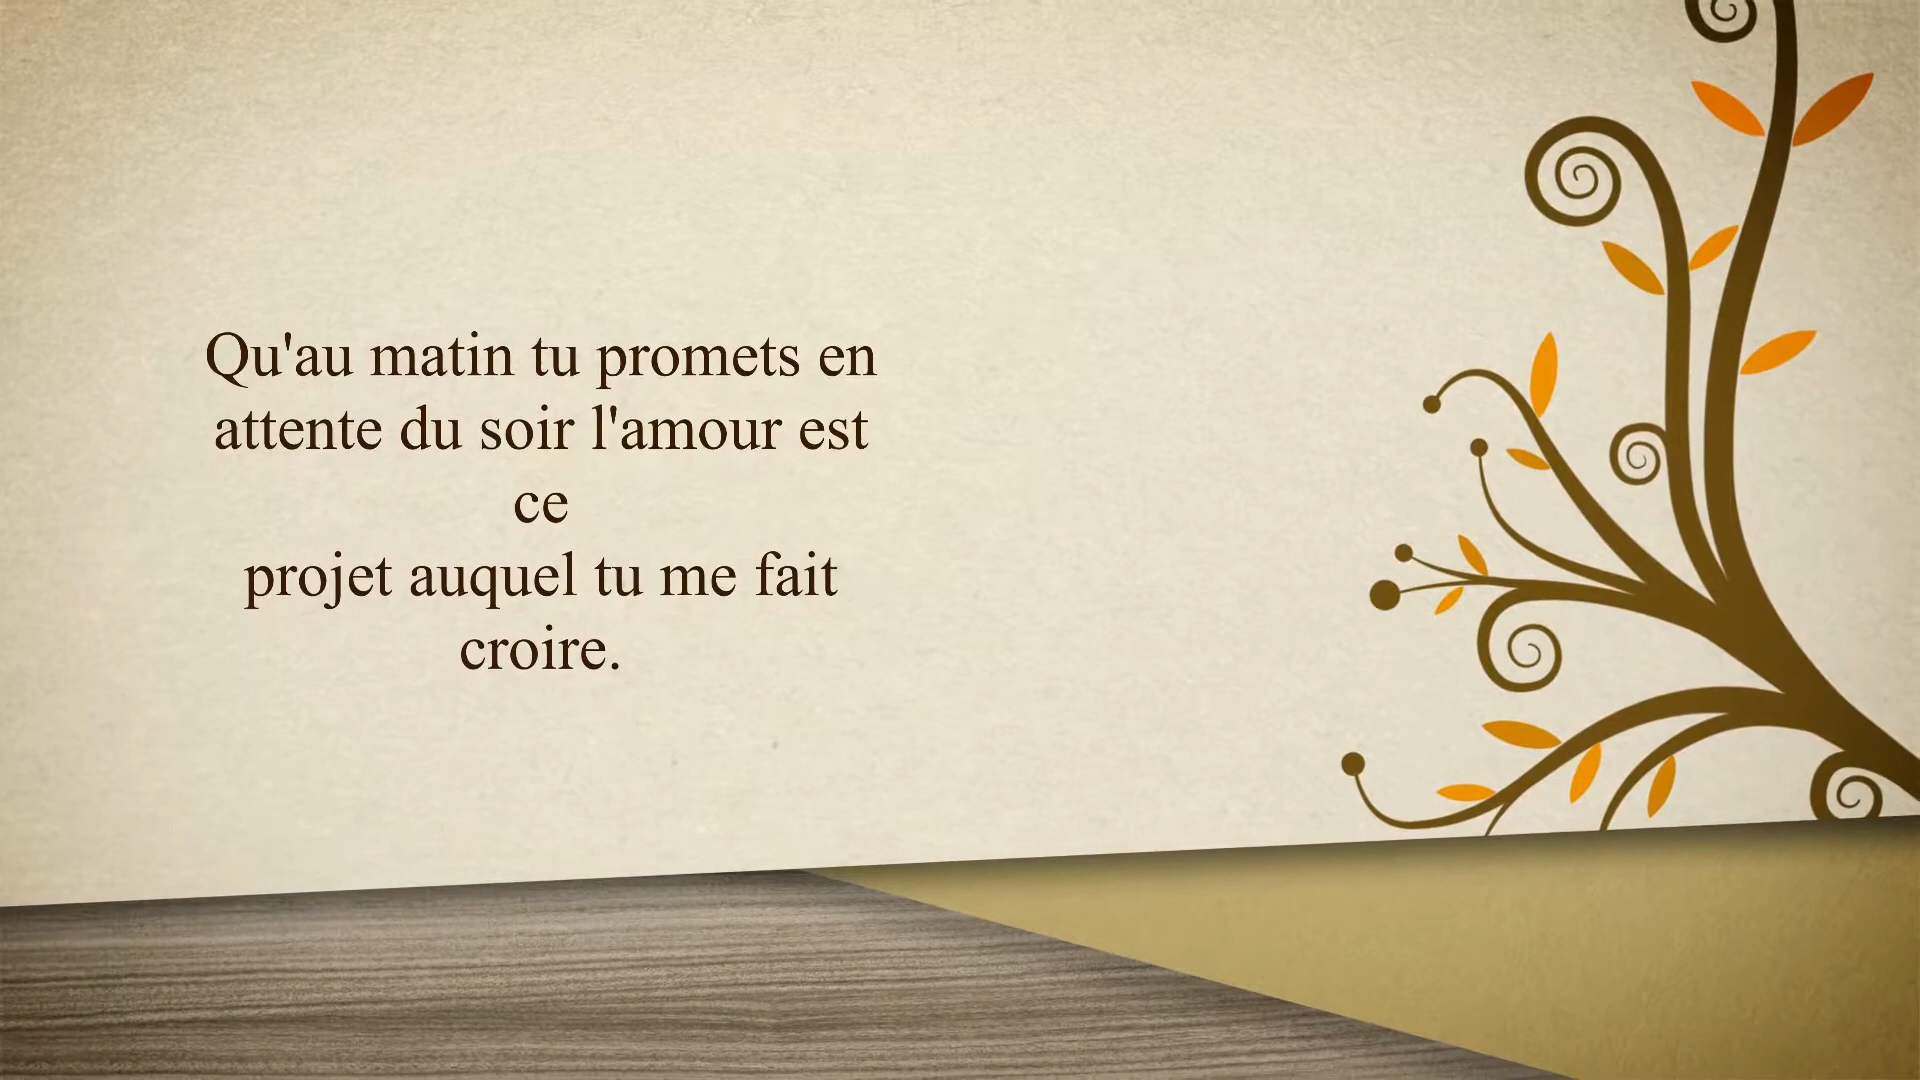 Qu'au matin tu promets en
attente du soir l'amour est
ce
projet auquel tu me fait
croire.